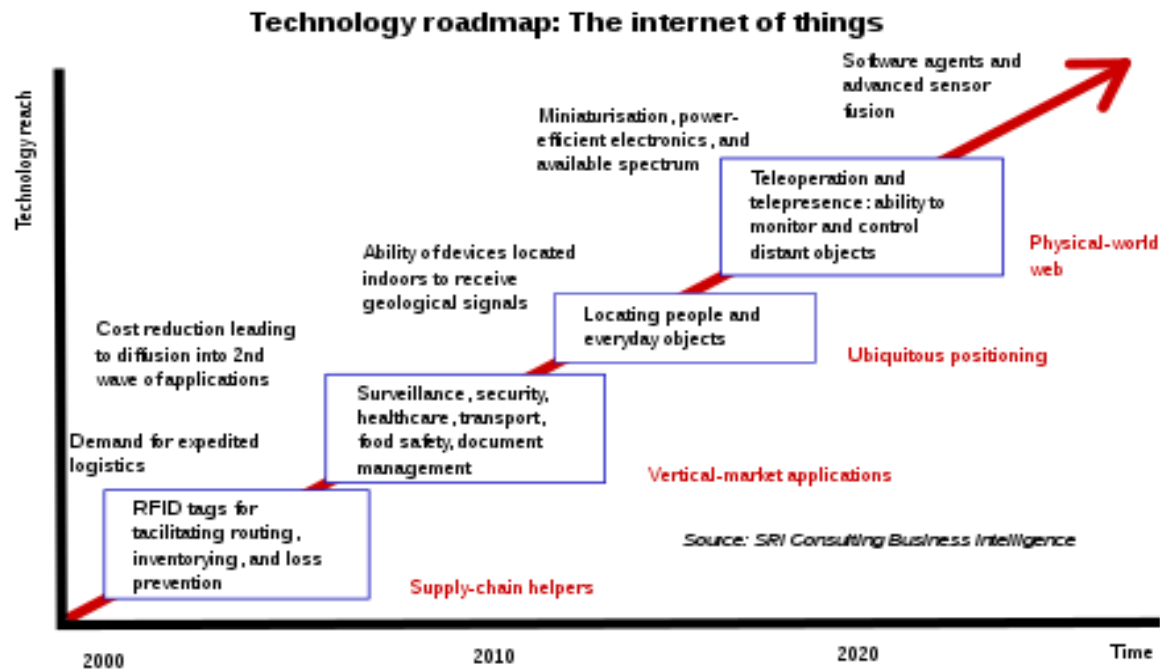 Technology roadmap: The internet of things
Technology reach
Software agents and
advanced sensor
fusion
Miniaturisation, power-
efficient electronics, and
available spectrum
Teleoperation and
telepresence: ability to
monitor and control
distant objects
Physical-world
web
Ability of devices located
indoors to receive
geological signals
Locating people and
everyday objects
Ubiquitous positioning
Cost reduction leading
to diffusion into 2nd
wave of applications
Surveillance, security,
healthcare, transport,
food safety, document
management
Vertical-market applications
Demand for expedited
logistics
RFID tags for
tacilitating routing,
inventorying, and loss
prevention
Supply-chain helpers
Source: SRI Consulting Business Intelligence
2000
2010
2020
Time